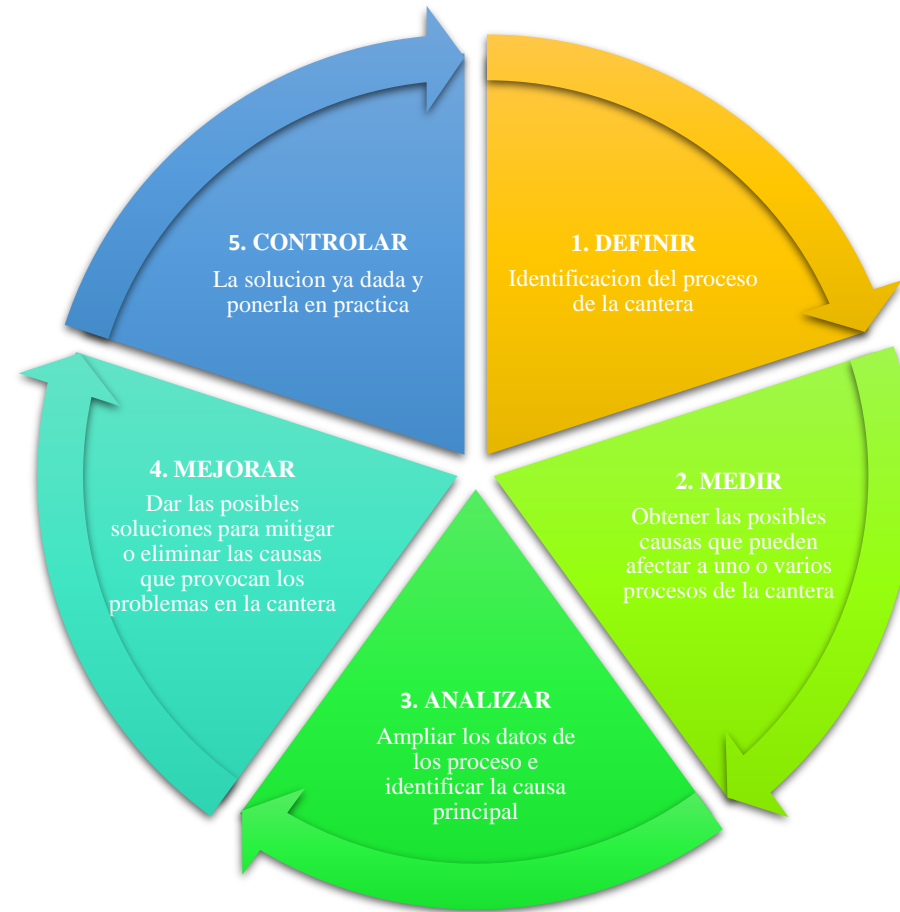 1. DEFINIR
Identificacion del proceso
de la cantera
2. MEDIR
Obtener las posibles
causas que pueden
afectar a uno o varios
procesos de la cantera
3. ANALIZAR
Ampliar los datos de
los proceso e
identificar la causa
principal
4. MEJORAR
Dar las posibles
soluciones para mitigar
o eliminar las causas
que provocan los
problemas en la cantera
5. CONTROLAR
La solucion ya dada y
ponerla en practica